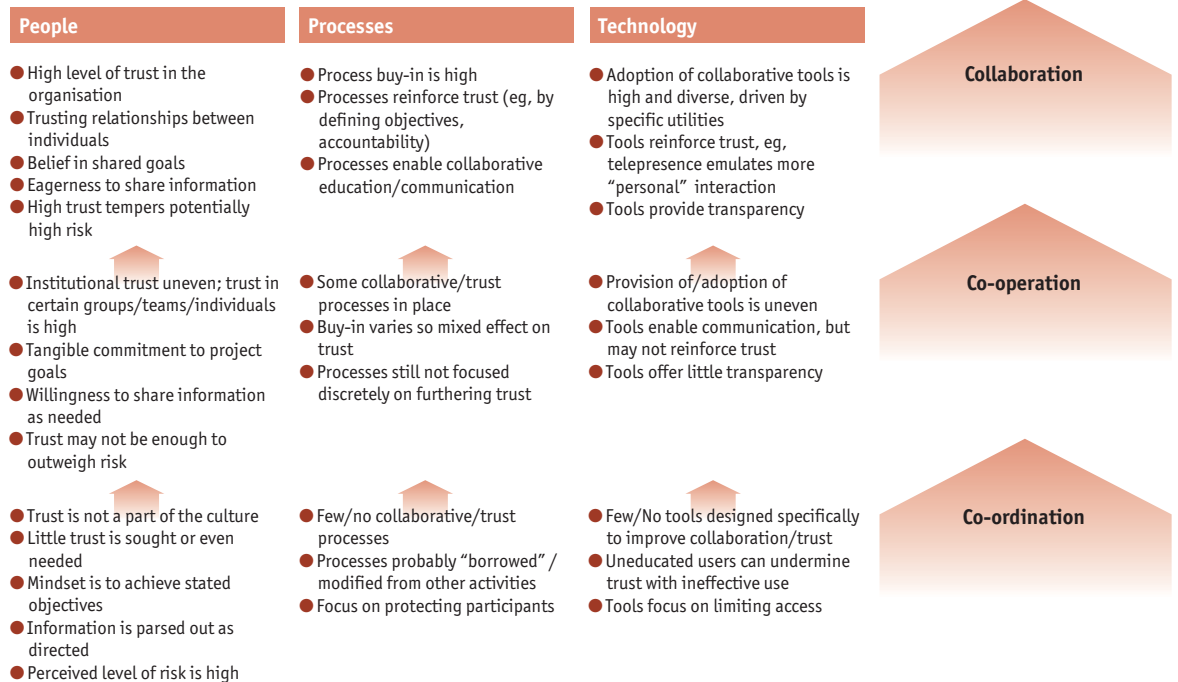 People
Processes
Technology
Collaboration
● High level of trust in the
organisation
● Trusting relationships between
individuals
● Belief in shared goals
● Eagerness to share information
● High trust tempers potentially
high risk
● Process buy-in is high
● Processes reinforce trust (eg, by
defining objectives,
accountability)
● Processes enable collaborative
education/communication
● Adoption of collaborative tools is
high and diverse, driven by
specific utilities
● Tools reinforce trust, eg,
telepresence emulates more
“personal” interaction
● Tools provide transparency
Co-operation
● Institutional trust uneven; trust in
certain groups/teams/individuals
is high
● Tangible commitment to project
goals
● Willingness to share information
as needed
● Trust may not be enough to
outweigh risk
● Some collaborative/trust
processes in place
● Buy-in varies so mixed effect on
trust
● Processes still not focused
discretely on furthering trust
● Provision of/adoption of
collaborative tools is uneven
● Tools enable communication, but
may not reinforce trust
● Tools offer little transparency
Co-ordination
● Trust is not a part of the culture
● Little trust is sought or even
needed
● Mindset is to achieve stated
objectives
● Information is parsed out as
directed
● Perceived level of risk is high
● Few/no collaborative/trust
processes
● Processes probably “borrowed” /
modified from other activities
● Focus on protecting participants
● Few/No tools designed specifically
to improve collaboration/trust
● Uneducated users can undermine
trust with ineffective use
● Tools focus on limiting access